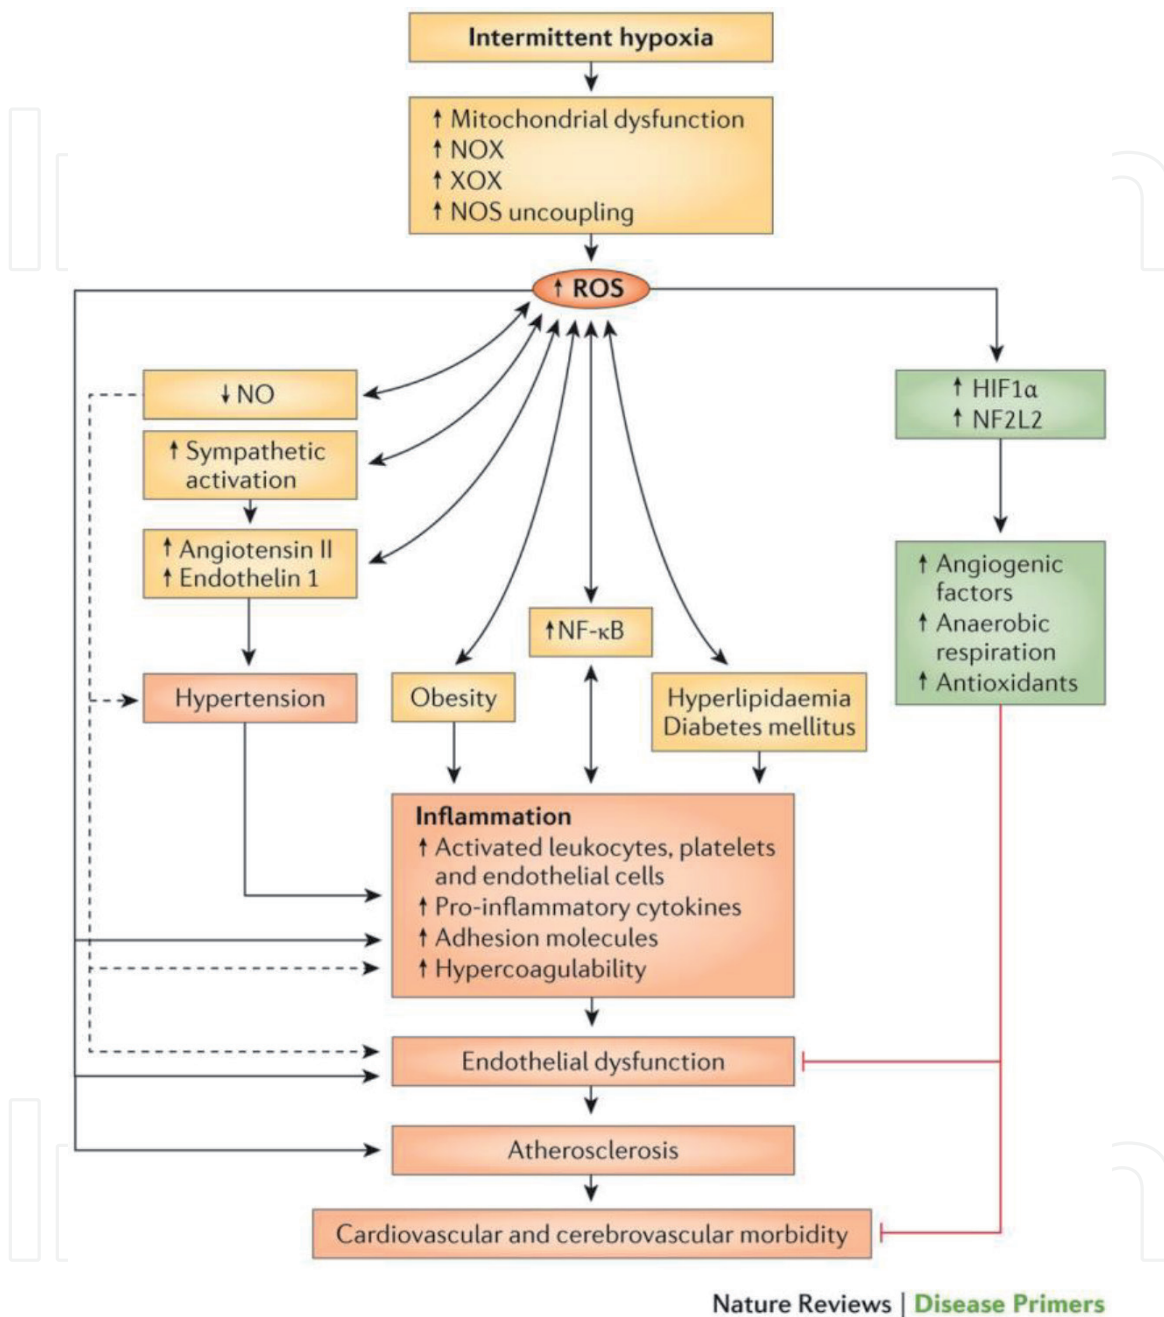 Intermittent hypoxia
↑ Mitochondrial dysfunction
↑ NOX
↑ XOX
↑ NOS uncoupling
↑ ROS
↓ NO
↑ Sympathetic
activation
↑ Angiotensin II
↑ Endothelin 1
Hypertension
Obesity
↑NF-κB
Hyperlipidaemia
Diabetes mellitus
↑ HIF1α
↑ NF2L2
↑ Angiogenic
factors
↑ Anaerobic
respiration
↑ Antioxidants
Inflammation
↑ Activated leukocytes, platelets
and endothelial cells
↑ Pro-inflammatory cytokines
↑ Adhesion molecules
↑ Hypercoagulability
Endothelial dysfunction
Atherosclerosis
Cardiovascular and cerebrovascular morbidity
Nature Reviews | Disease Primers